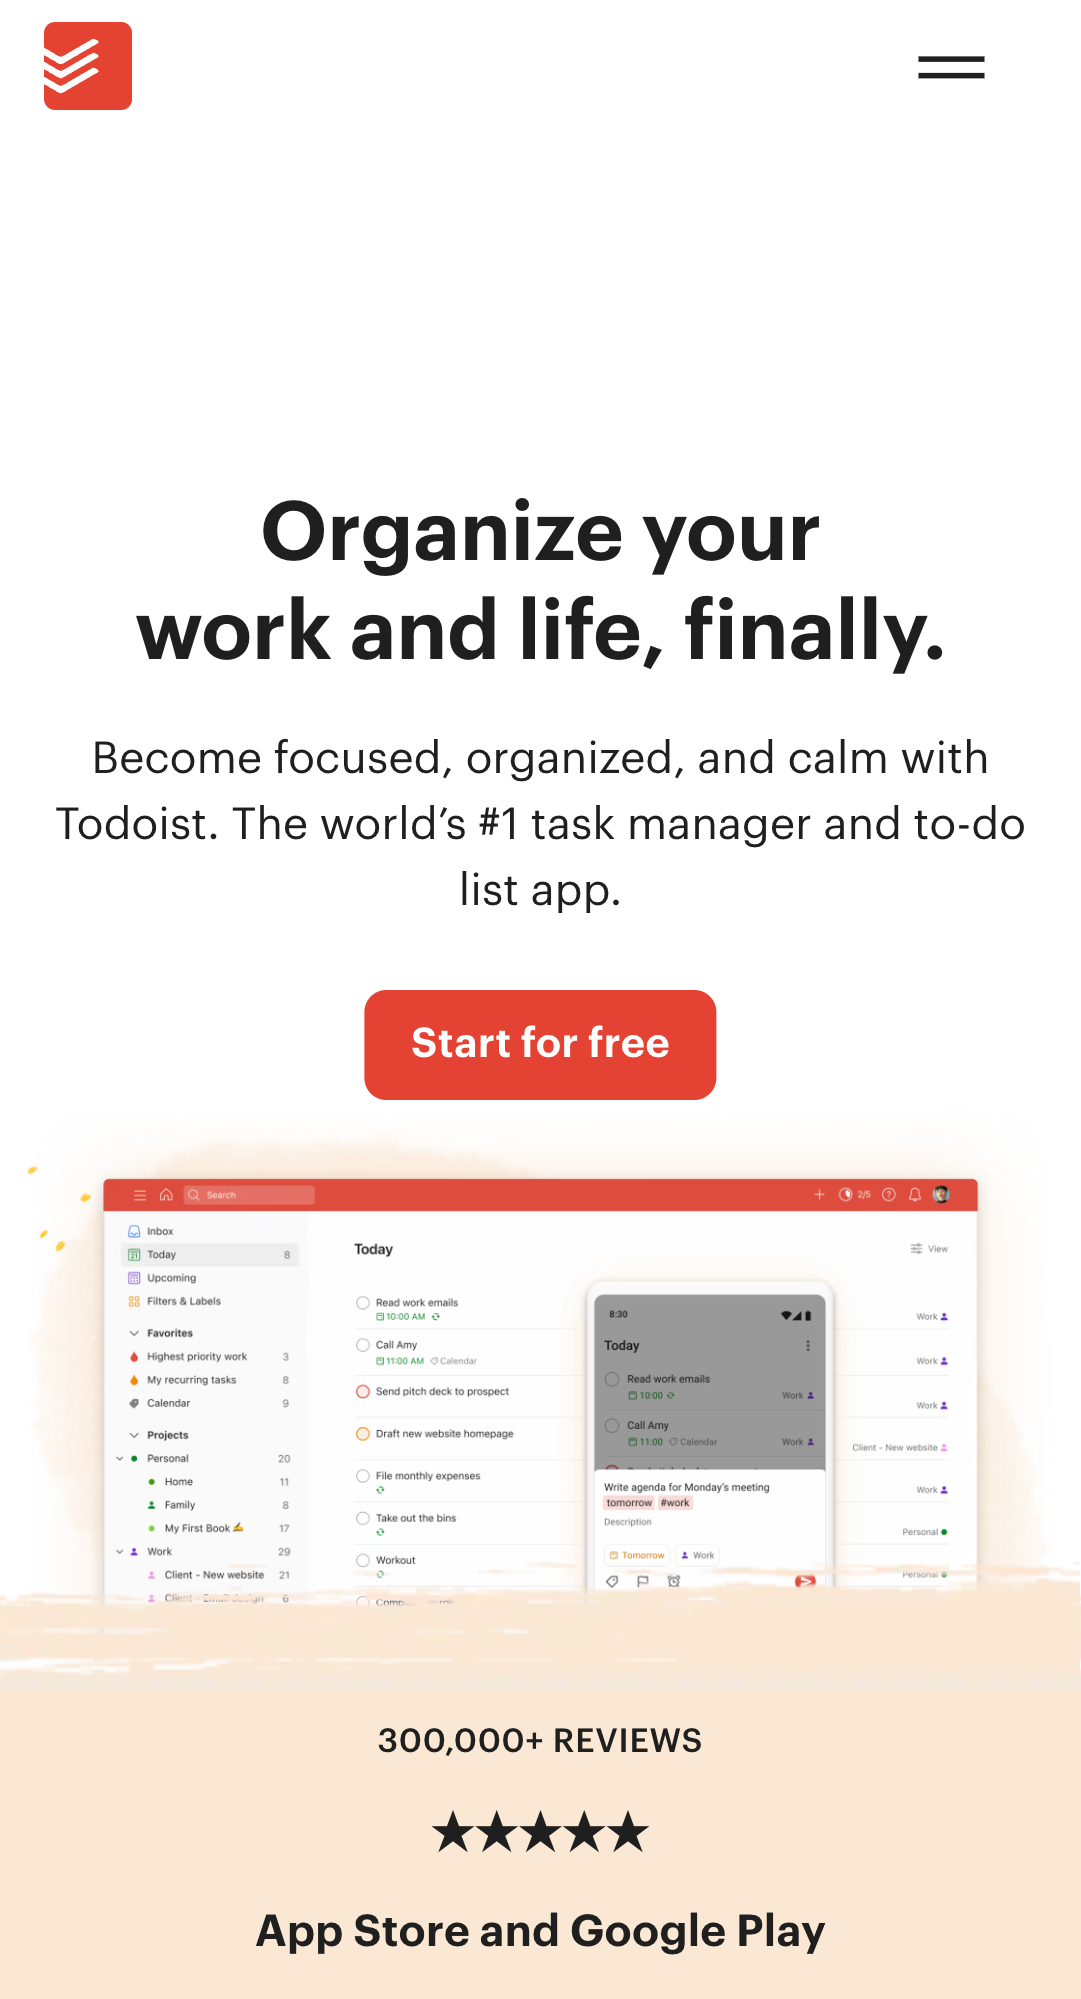 Organize your
work and life, finally.
Become focused, organized, and calm with
Todoist. The world’s #1 task manager and to-do
list app.
Start for free
Search
2/5
Inbox
Today 8
Upcoming
Filters & Labels
Favorites
Highest priority work 3
My recurring tasks 8
Calendar 9
Projects
Personal 20
Home 11
Family 8
My First Book ✍️ 17
Work 29
Client - New website 21
Client - Email design 6
Today
View
Read work emails
10:00 AM
Work
Call Amy
11:00 AM Calendar
Work
Send pitch deck to prospect
Work
Draft new website homepage
Client - New website
File monthly expenses
Work
Take out the bins
Personal
Workout
Personal
8:30
Today
Read work emails
10:00 Work
Call Amy
11:00 Calendar Work
Write agenda for Monday’s meeting
tomorrow #work
Description
Tomorrow Work
300,000+ REVIEWS
★★★★★
App Store and Google Play